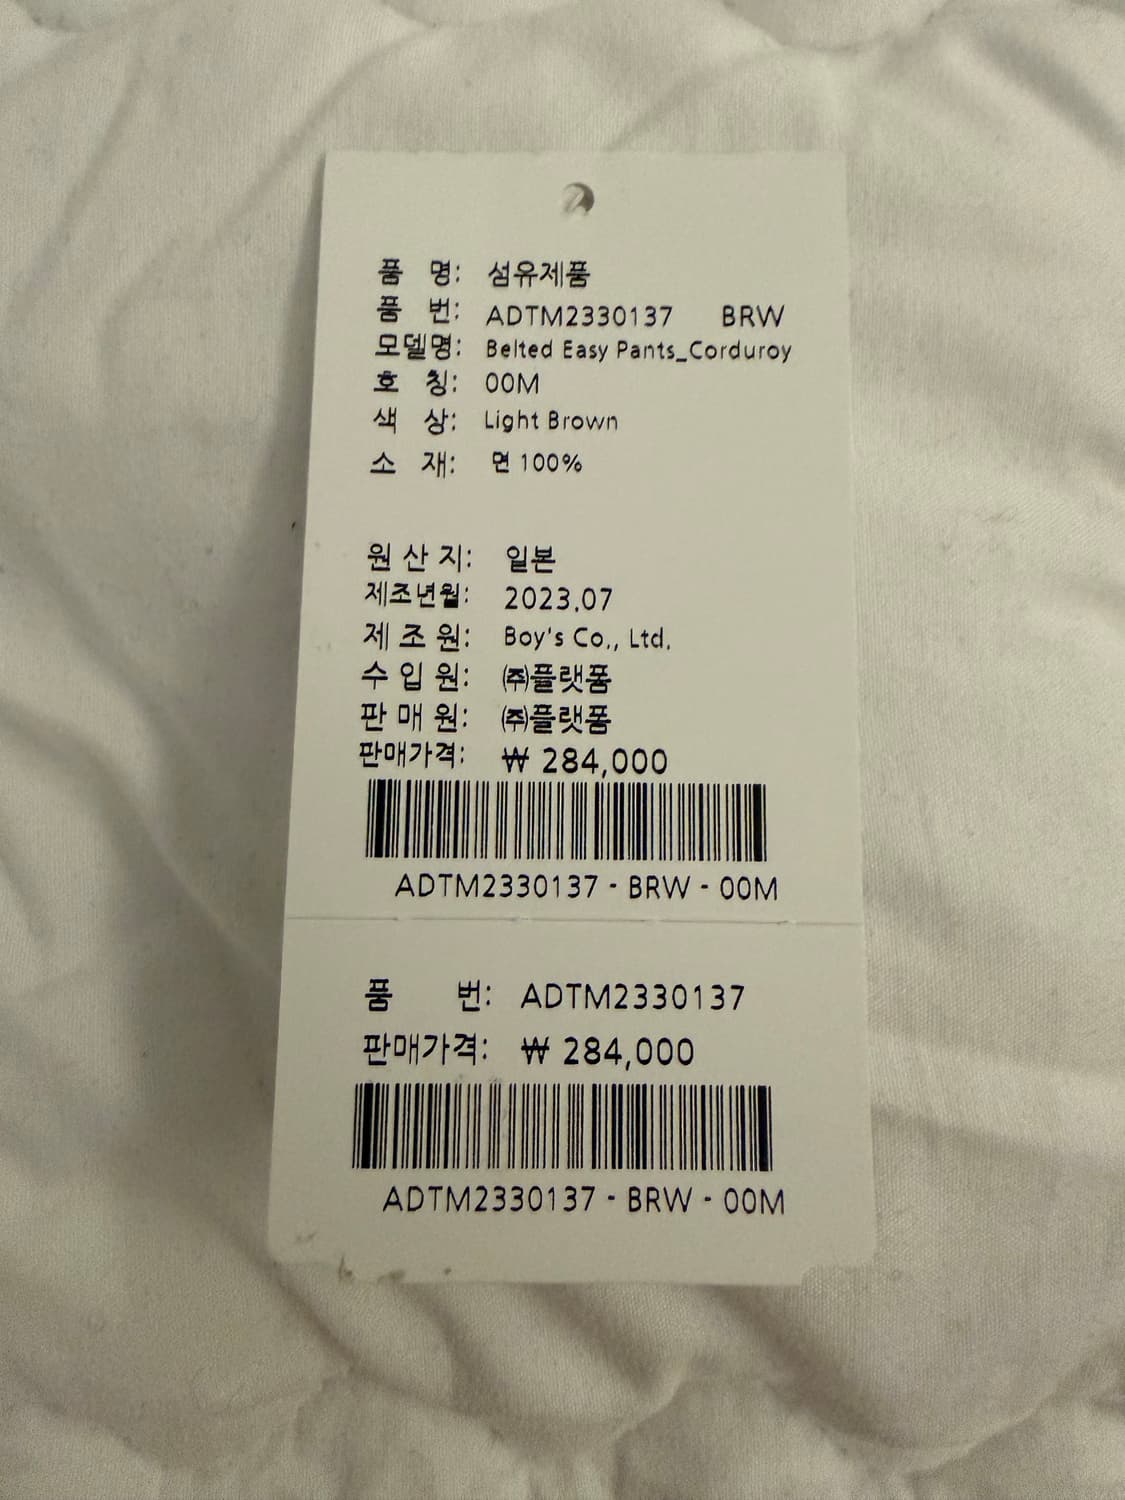 품 명: 섬유제품
품 번: ADTM2330137 BRW
모델명: Belted Easy Pants_Corduroy
호 칭: 00M
색 상: Light Brown
소 재: 면 100%
원 산 지: 일본
제조년월: 2023.07
제 조 원: Boy's Co., Ltd.
수 입 원: ㈜플랫폼
판 매 원: ㈜플랫폼
판매가격: ₩ 284,000
ADTM2330137 - BRW - 00M
품 번: ADTM2330137
판매가격: ₩ 284,000
ADTM2330137 - BRW - 00M